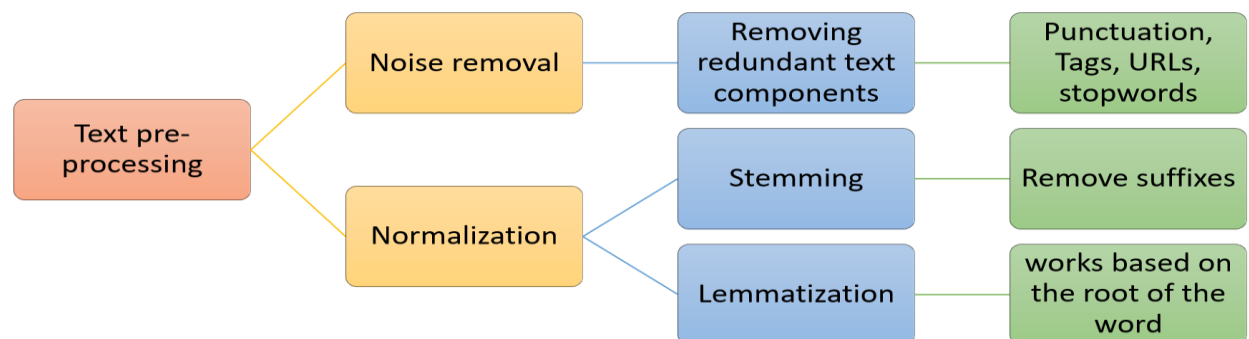 Text pre-
processing
Noise removal
Removing
redundant text
components
Punctuation,
Tags, URLs,
stopwords
Normalization
Stemming
Remove suffixes
Lemmatization
works based on
the root of the
word